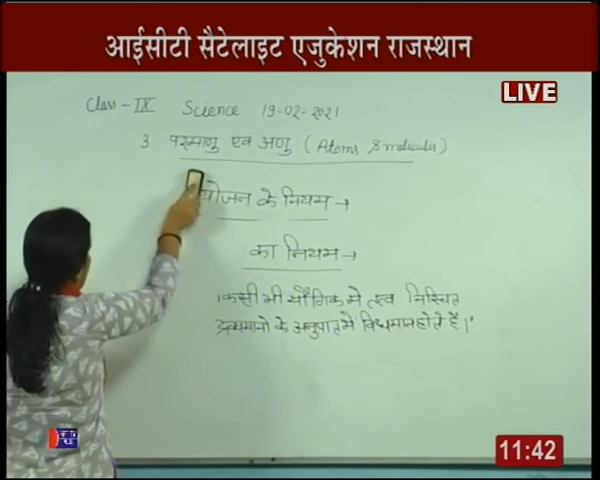 आईसीटी सैटेलाइट एजुकेशन राजस्थान
LIVE
Class - IX Science 19-02-2021
3. परमाणु एवं अणु (Atoms & molecules)
योजन के नियम →
का नियम →
"किसी भी यौगिक मे तत्व निश्चित
द्रव्यमानो के अनुपात में विधमान होते है।"
11:42